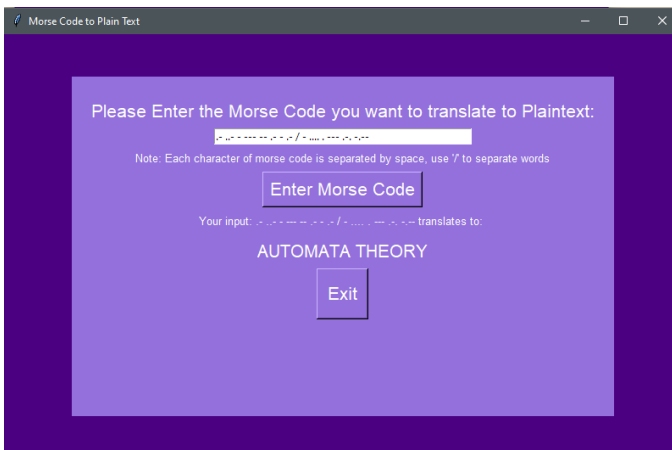 Morse Code to Plain Text
Please Enter the Morse Code you want to translate to Plaintext:
.- ..- - --- -- .- - .- / - .... . --- .-. -.--
Note: Each character of morse code is separated by space, use '/' to separate words
Enter Morse Code
Your input: .- ..- - --- -- .- - .- / - .... . --- .-. -.-- translates to:
AUTOMATA THEORY
Exit